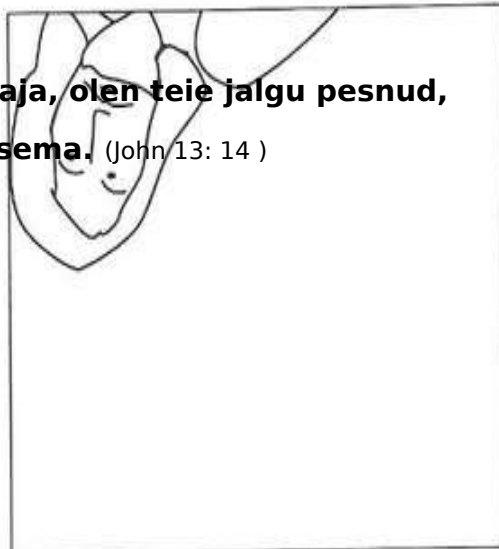 aja, olen teie jalgu pesnud,
sema. (John 13: 14 )